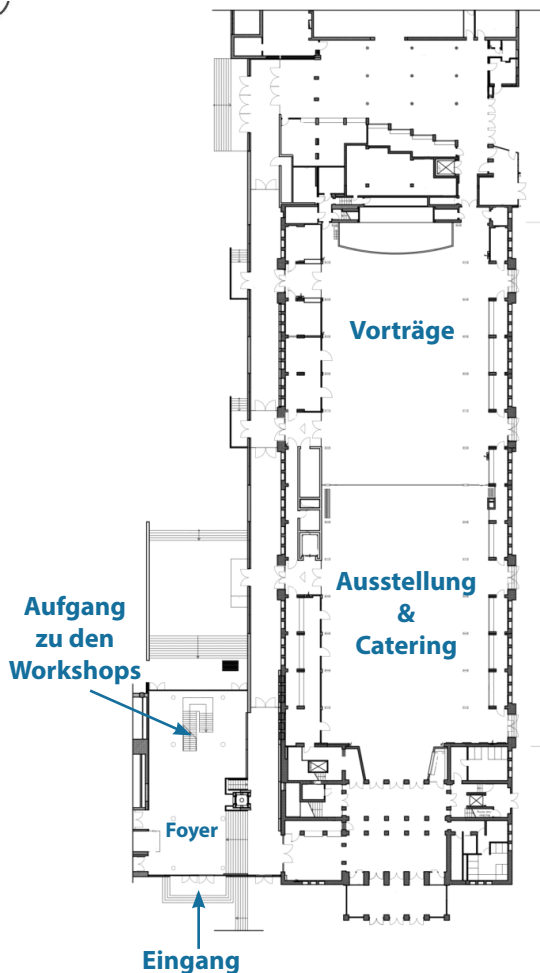 Vorträge
Ausstellung
&
Catering
Aufgang
zu den
Workshops
Foyer
Eingang